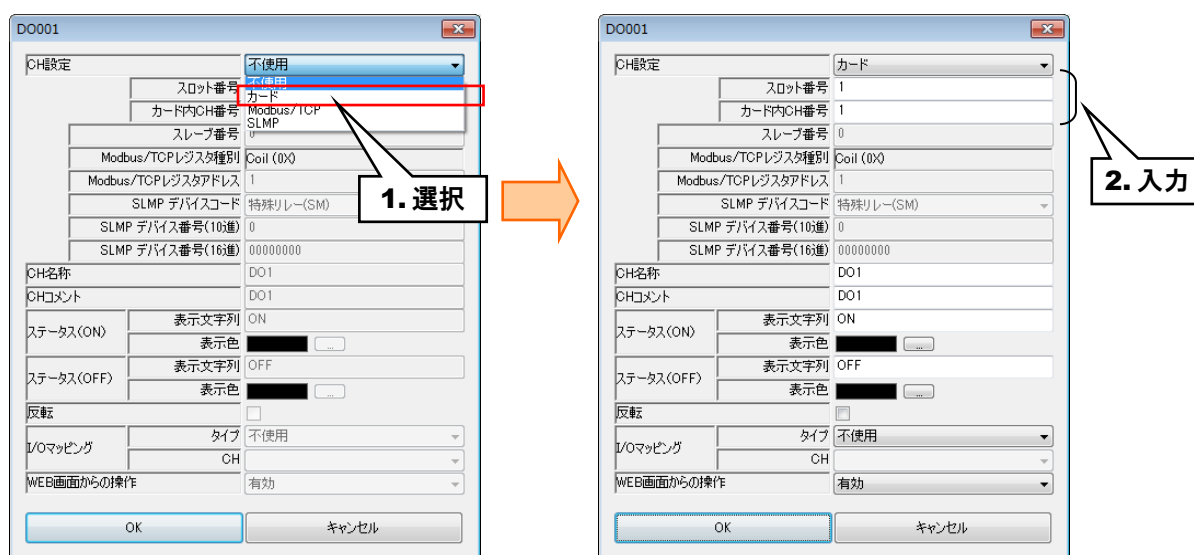 DO001
CH設定 不使用
不使用
スロット番号 カード
カード内CH番号 Modbus/TCP
SLMP
スレーブ番号 0
Modbus/TCPレジスタ種別 Coil (0X)
Modbus/TCPレジスタアドレス 1
SLMP デバイスコード 特殊リレー(SM)
SLMP デバイス番号(10進) 0
SLMP デバイス番号(16進) 00000000
CH名称 DO1
CHコメント DO1
ステータス(ON) 表示文字列 ON
表示色 ...
ステータス(OFF) 表示文字列 OFF
表示色 ...
反転
I/Oマッピング タイプ 不使用
CH
WEB画面からの操作 有効
OK キャンセル
1. 選択
DO001
CH設定 カード
スロット番号 1
カード内CH番号 1
スレーブ番号 0
Modbus/TCPレジスタ種別 Coil (0X)
Modbus/TCPレジスタアドレス 1
SLMP デバイスコード 特殊リレー(SM)
SLMP デバイス番号(10進) 0
SLMP デバイス番号(16進) 00000000
CH名称 DO1
CHコメント DO1
ステータス(ON) 表示文字列 ON
表示色 ...
ステータス(OFF) 表示文字列 OFF
表示色 ...
反転
I/Oマッピング タイプ 不使用
CH
WEB画面からの操作 有効
OK キャンセル
2. 入力